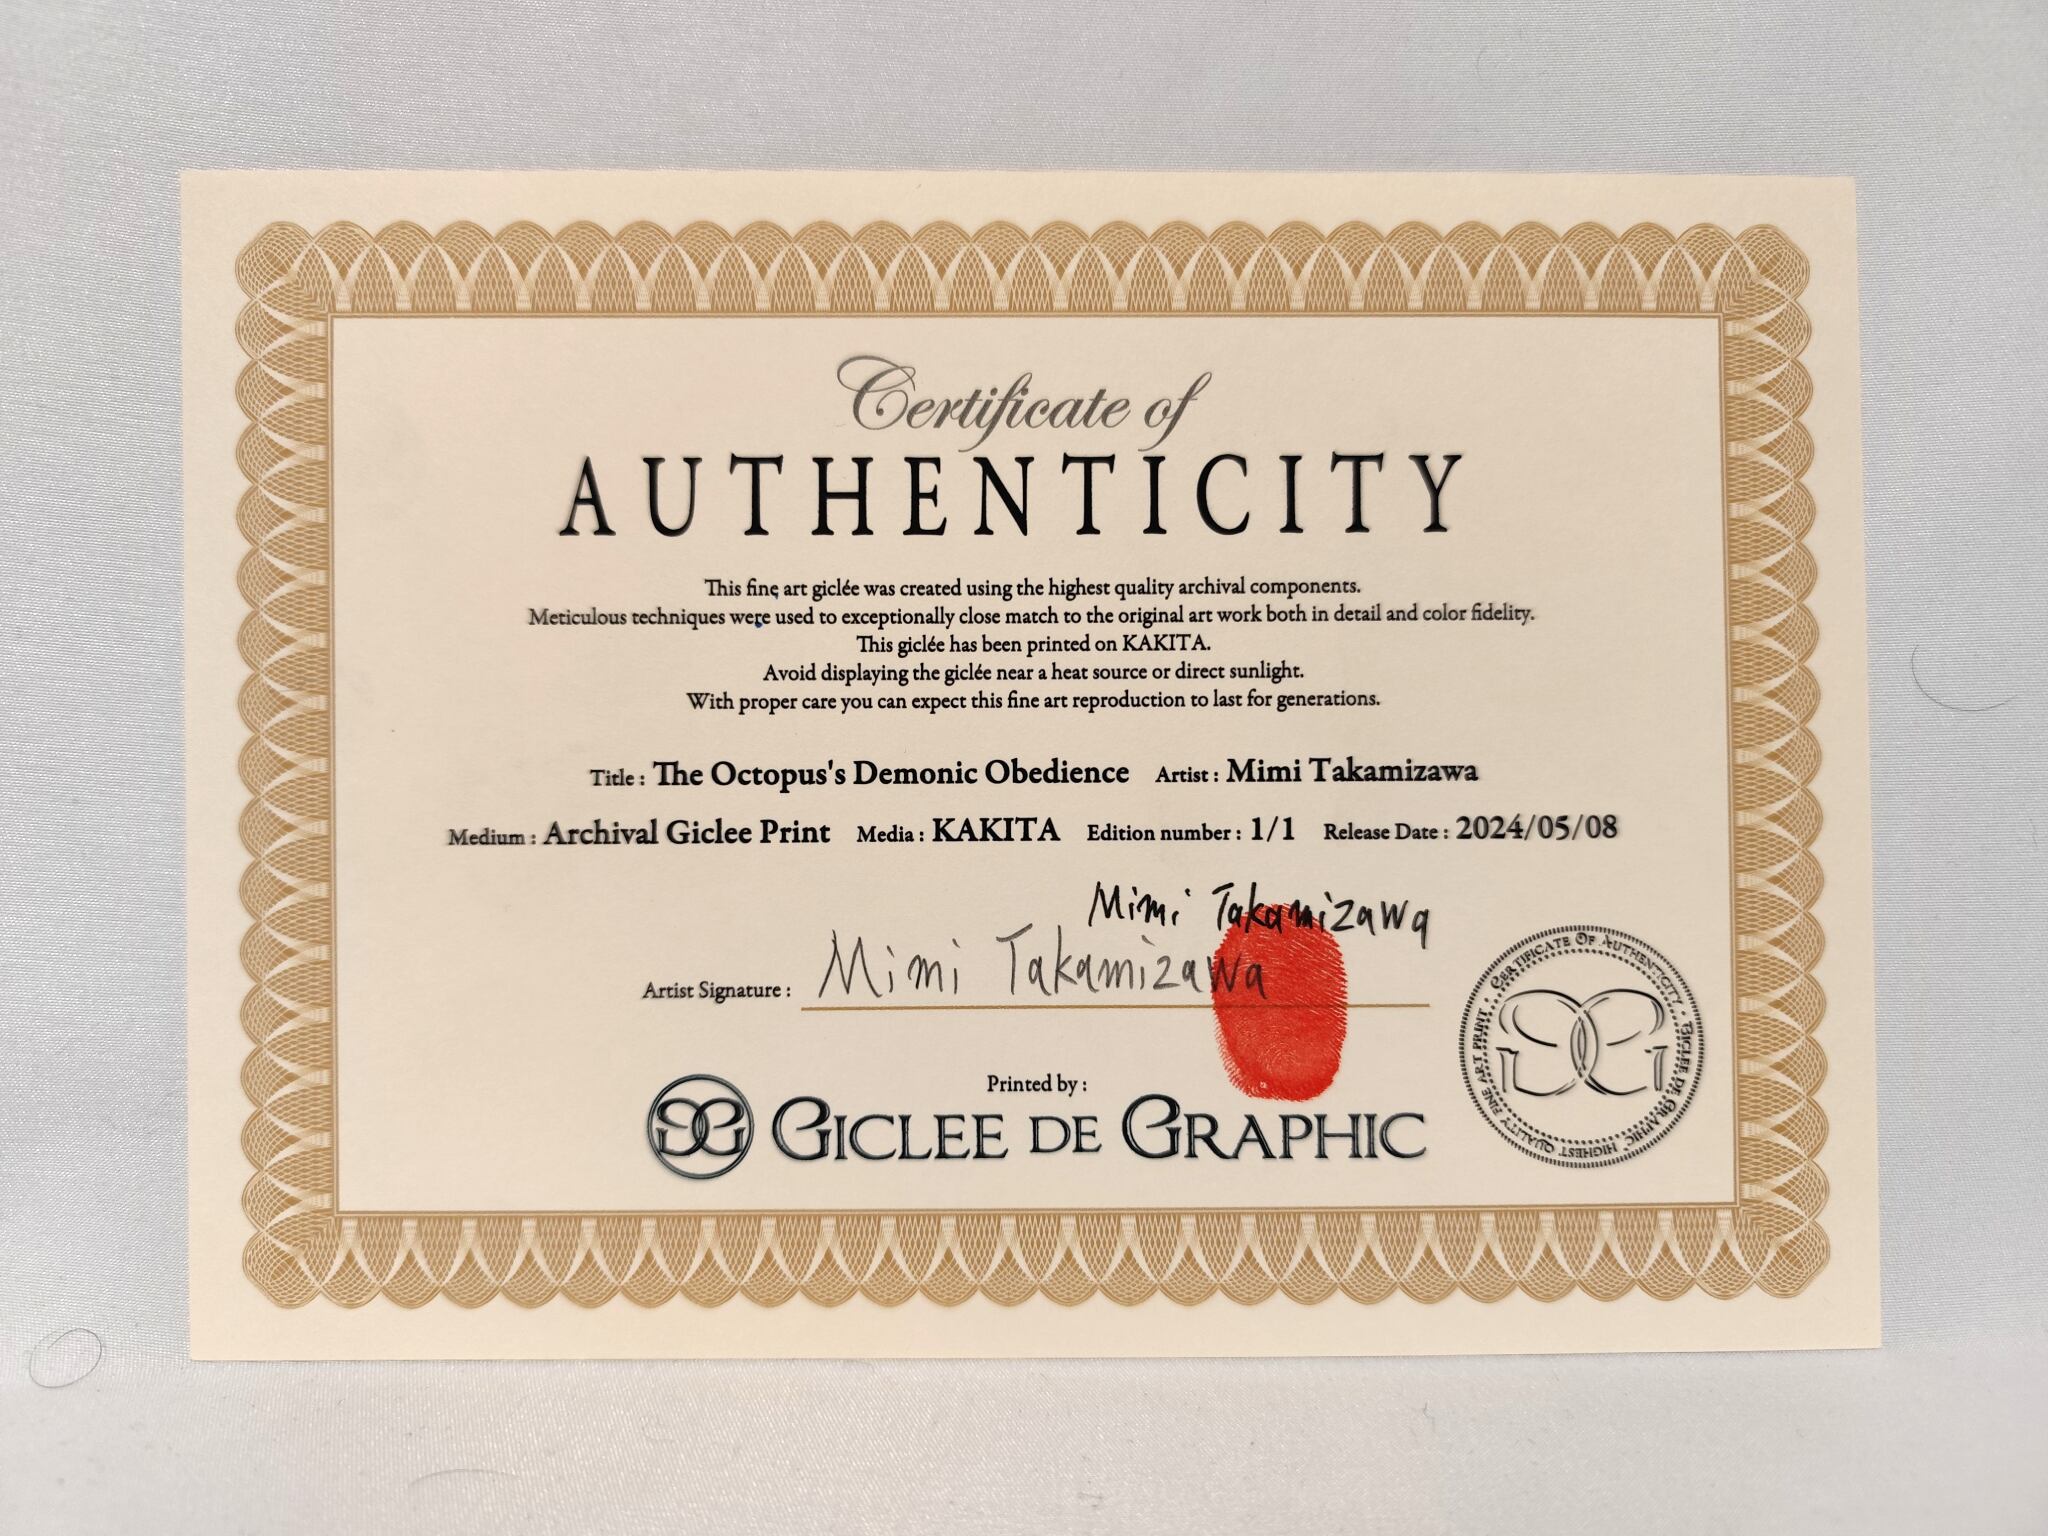 Certificate of
AUTHENTICITY
This fine art giclée was created using the highest quality archival components.
Meticulous techniques were used to exceptionally close match to the original art work both in detail and color fidelity.
This giclée has been printed on KAKITA.
Avoid displaying the giclée near a heat source or direct sunlight.
With proper care you can expect this fine art reproduction to last for generations.
Title : The Octopus's Demonic Obedience Artist : Mimi Takamizawa
Medium : Archival Giclee Print Media : KAKITA Edition number : 1/1 Release Date : 2024/05/08
Mimi Takamizawa
Artist Signature : Mimi Takamizawa
Printed by :
GG GICLEE DE GRAPHIC
CERTIFICATE OF AUTHENTICITY · GICLEE DE GRAPHIC · HIGHEST QUALITY FINE ART PRINT ·
GG